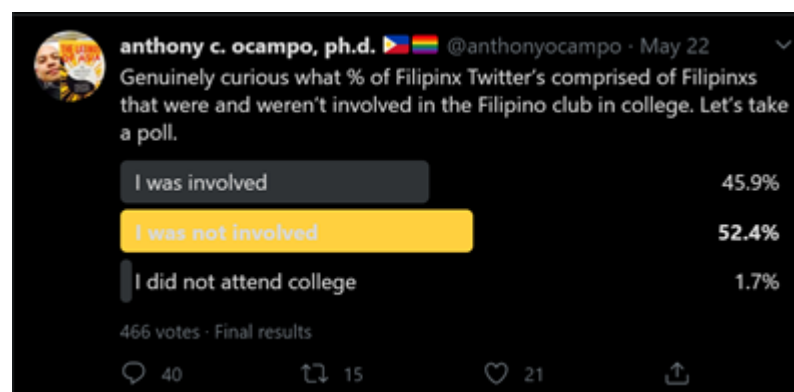 anthony c. ocampo, ph.d. 🇵🇭🏳️‍🌈 @anthonyocampo · May 22
Genuinely curious what % of Filipinx Twitter's comprised of Filipinxs
that were and weren't involved in the Filipino club in college. Let's take
a poll.
I was involved 45.9%
I was not involved 52.4%
I did not attend college 1.7%
466 votes · Final results
40 15 21